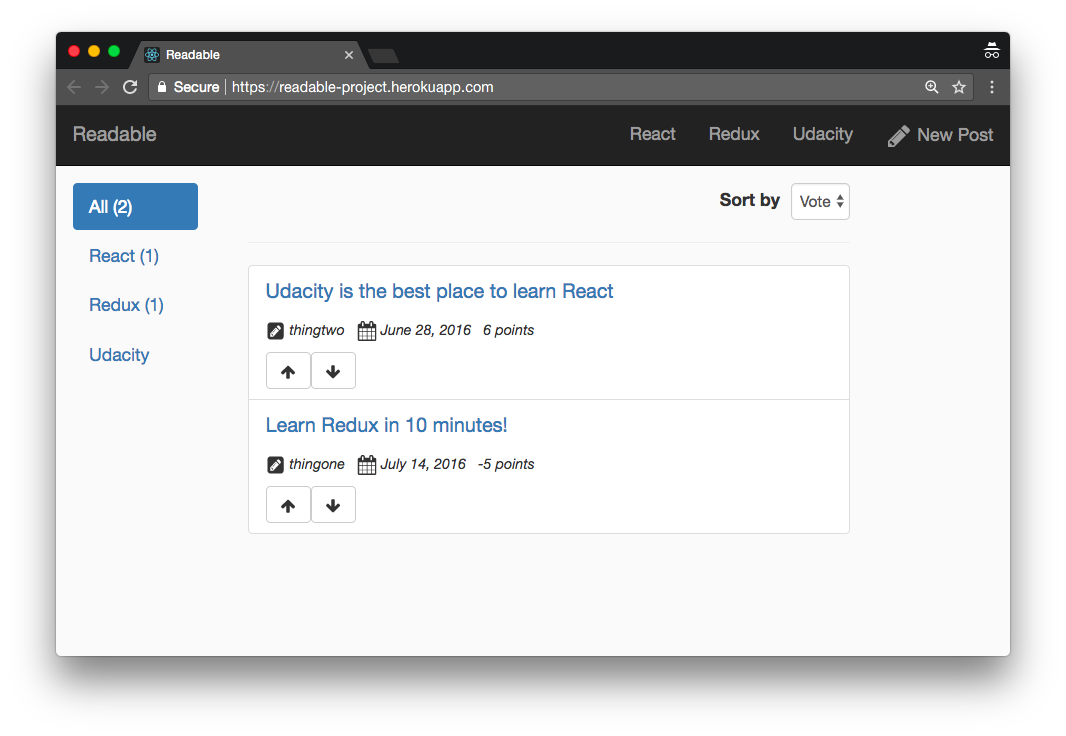 Readable
Secure | https://readable-project.herokuapp.com
Readable React Redux Udacity New Post
All (2)
React (1)
Redux (1)
Udacity
Sort by Vote
Udacity is the best place to learn React
thingtwo June 28, 2016 6 points
Learn Redux in 10 minutes!
thingone July 14, 2016 -5 points